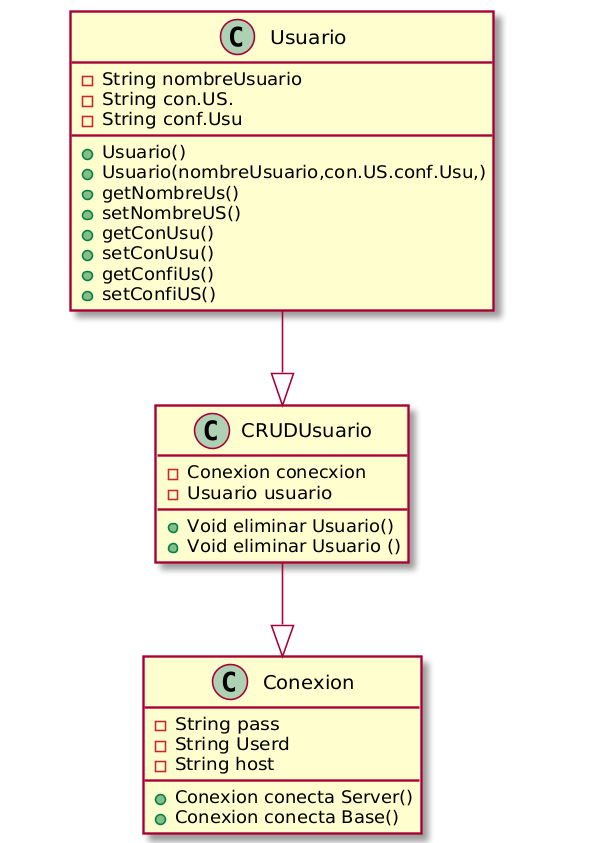 C Usuario
String nombreUsuario
String con.US.
String conf.Usu
Usuario()
Usuario(nombreUsuario,con.US.conf.Usu,)
getNombreUs()
setNombreUS()
getConUsu()
setConUsu()
getConfiUs()
setConfiUS()
C CRUDUsuario
Conexion conecxion
Usuario usuario
Void eliminar Usuario()
Void eliminar Usuario ()
C Conexion
String pass
String Userd
String host
Conexion conecta Server()
Conexion conecta Base()